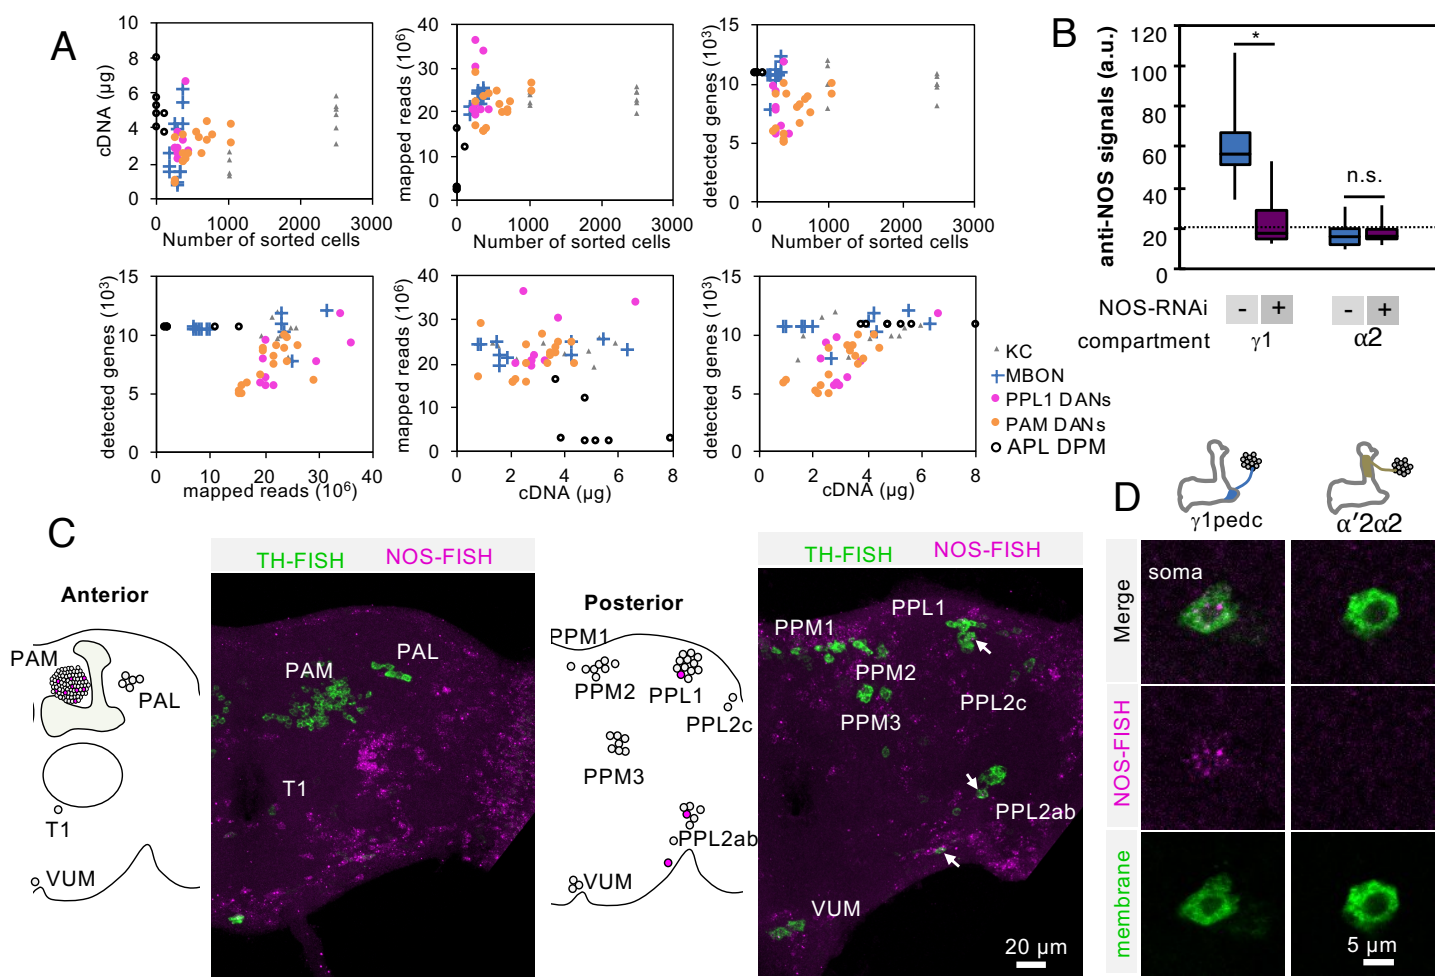 A
cDNA (µg)
10
8
6
4
2
0
0
1000
2000
3000
Number of sorted cells
mapped reads (10⁶)
40
30
20
10
0
0
1000
2000
3000
Number of sorted cells
detected genes (10³)
15
10
5
0
0
1000
2000
3000
Number of sorted cells
detected genes (10³)
15
10
5
0
0
10
20
30
40
mapped reads (10⁶)
mapped reads (10⁶)
40
30
20
10
0
0
2
4
6
8
cDNA (µg)
detected genes (10³)
15
10
5
0
0
2
4
6
8
cDNA (µg)
KC
MBON
PPL1 DANs
PAM DANs
APL DPM
B
anti-NOS signals (a.u.)
120
100
80
60
40
20
0
*
n.s.
NOS-RNAi - + - +
compartment γ1 α2
C
Anterior
PAM
PAL
T1
VUM
TH-FISH NOS-FISH
PAM
PAL
T1
Posterior
PPM1
PPM2
PPL1
PPL2c
PPM3
PPL2ab
VUM
TH-FISH NOS-FISH
PPL1
PPM1
PPM2
PPL2c
PPM3
PPL2ab
VUM
20 µm
D
γ1pedc
α′2α2
Merge
soma
NOS-FISH
membrane
5 µm